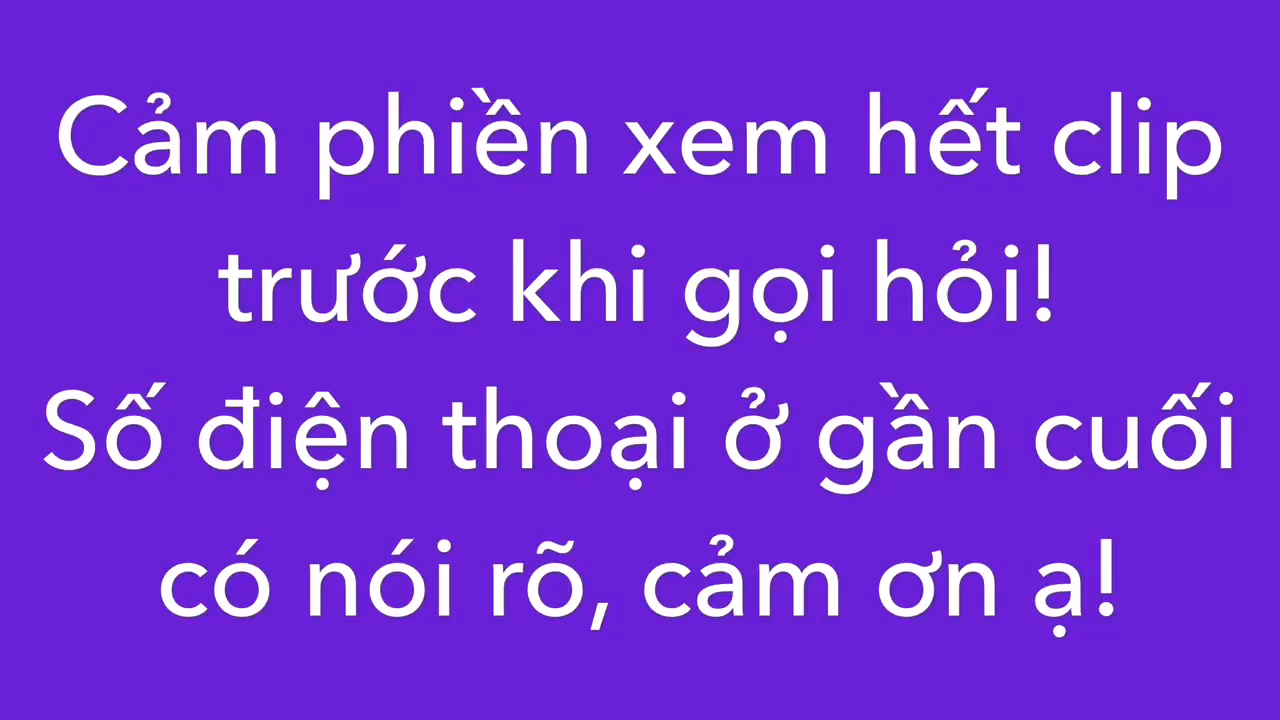 Cảm phiền xem hết clip
trước khi gọi hỏi!
Số điện thoại ở gần cuối
có nói rõ, cảm ơn ạ!